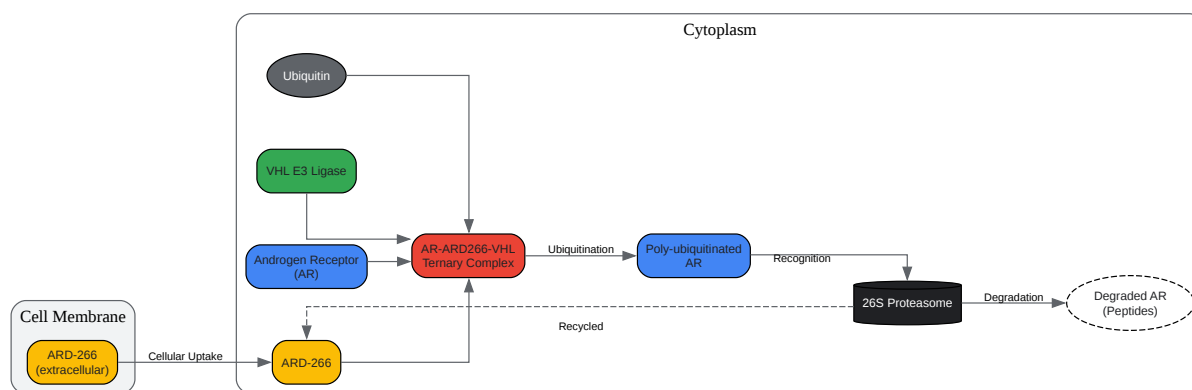 Cytoplasm
Ubiquitin
VHL E3 Ligase
Androgen Receptor
(AR)
AR-ARD266-VHL
Ternary Complex
Ubiquitination
Poly-ubiquitinated
AR
Recognition
26S Proteasome
Degradation
Degraded AR
(Peptides)
Recycled
Cell Membrane
ARD-266
(extracellular)
Cellular Uptake
ARD-266